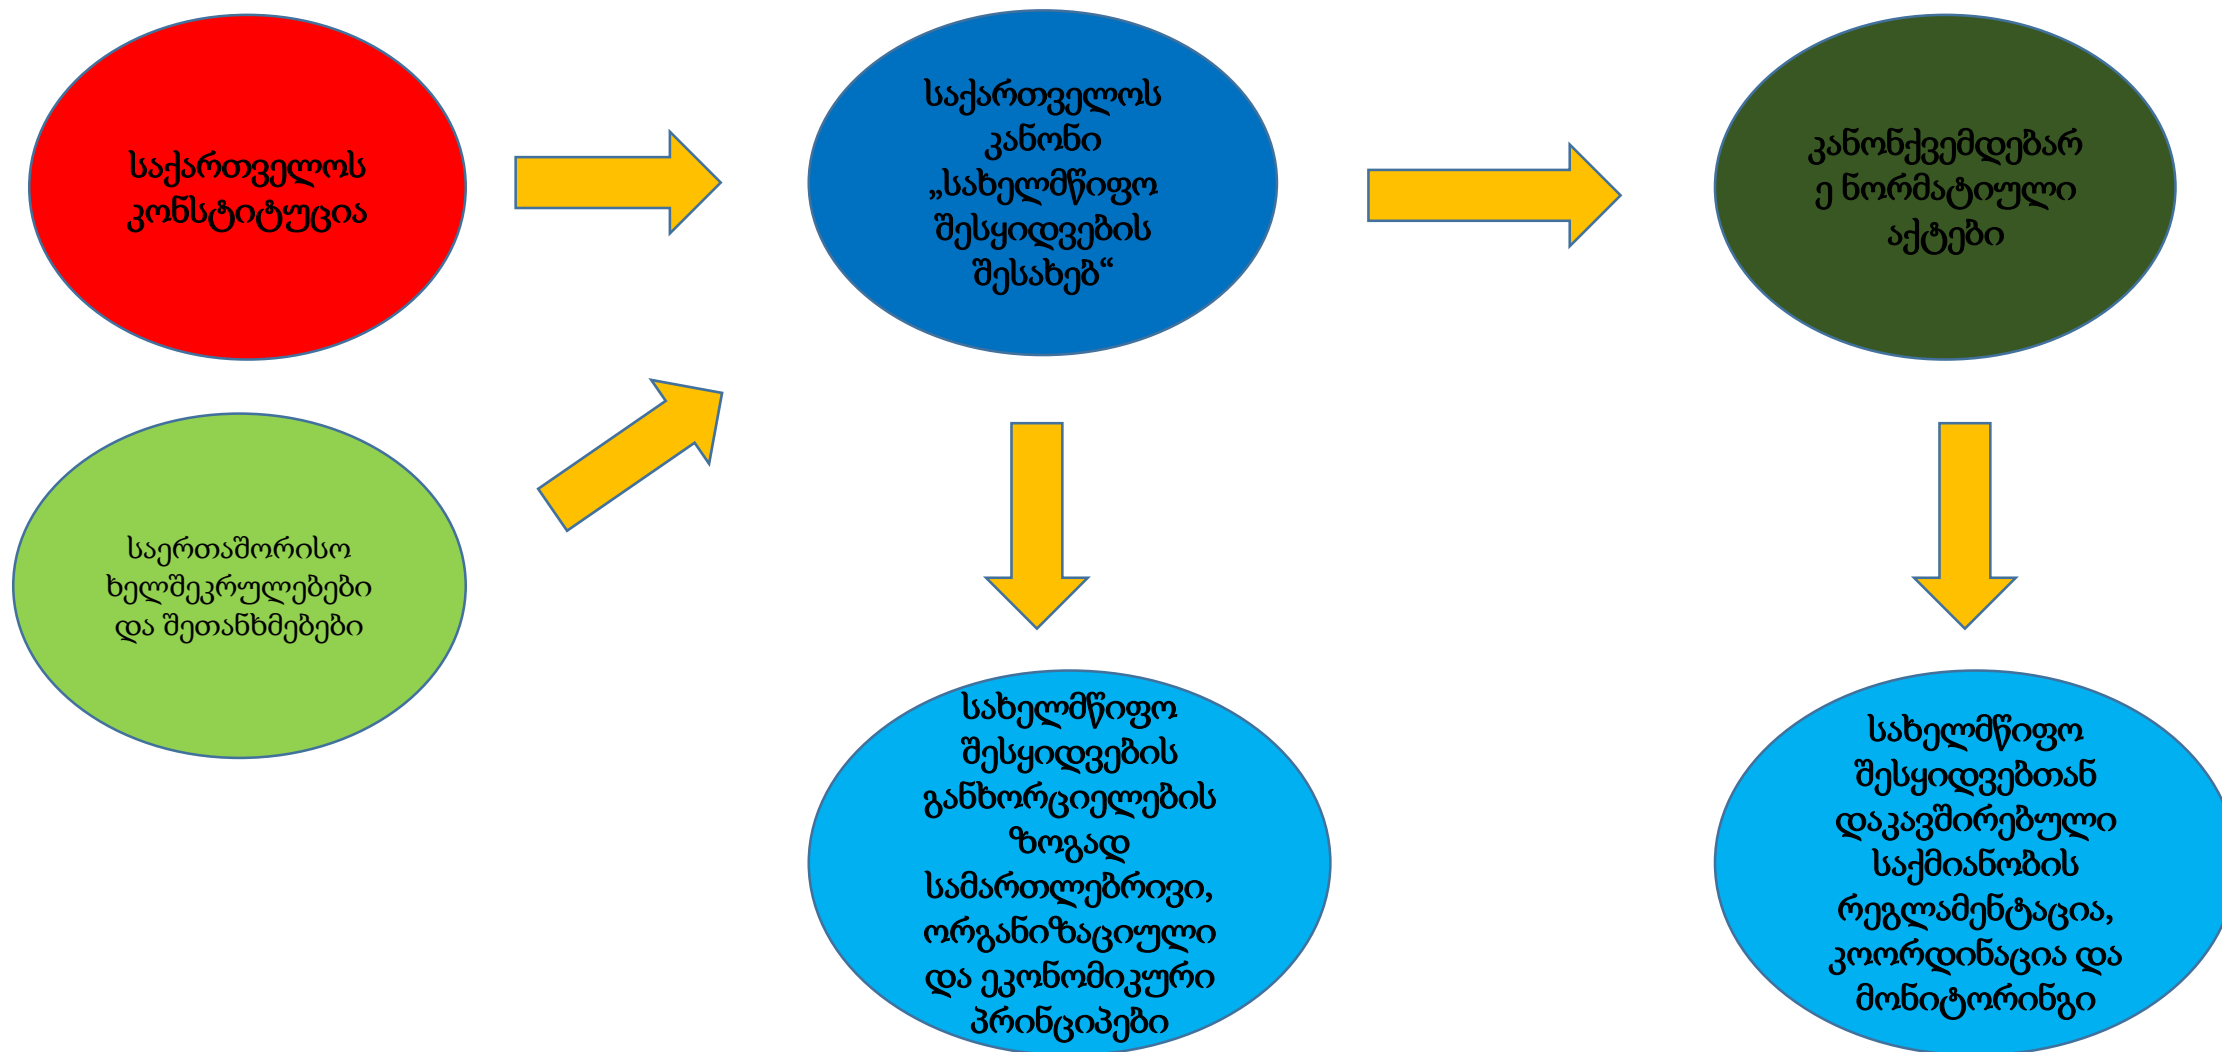 საქართველოს
კონსტიტუცია
საქართველოს
კანონი
„სახელმწიფო
შესყიდვების
შესახებ“
კანონქვემდებარ
ე ნორმატიული
აქტები
საერთაშორისო
ხელშეკრულებები
და შეთანხმებები
სახელმწიფო
შესყიდვების
განხორციელების
ზოგად
სამართლებრივი,
ორგანიზაციული
და ეკონომიკური
პრინციპები
სახელმწიფო
შესყიდვებთან
დაკავშირებული
საქმიანობის
რეგლამენტაცია,
კოორდინაცია და
მონიტორინგი